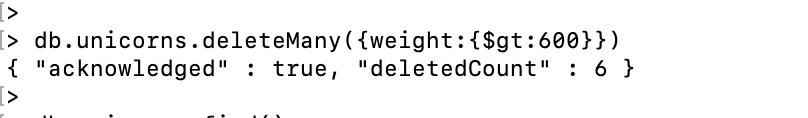 >
> db.unicorns.deleteMany({weight:{$gt:600}})
{ "acknowledged" : true, "deletedCount" : 6 }
>